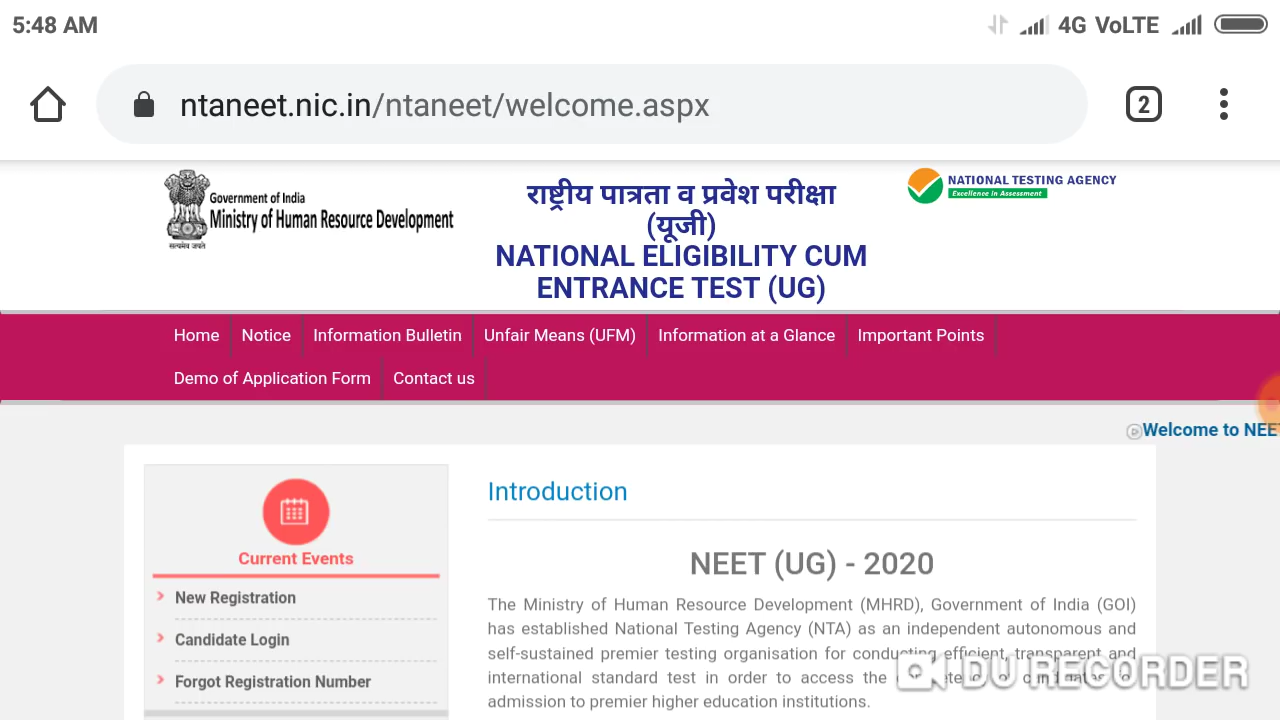 5:48 AM
4G VoLTE
ntaneet.nic.in/ntaneet/welcome.aspx
2
Government of India
Ministry of Human Resource Development
सत्यमेव जयते
राष्ट्रीय पात्रता व प्रवेश परीक्षा
(यूजी)
NATIONAL ELIGIBILITY CUM
ENTRANCE TEST (UG)
NATIONAL TESTING AGENCY
Excellence in Assessment
Home Notice Information Bulletin Unfair Means (UFM) Information at a Glance Important Points
Demo of Application Form Contact us
Welcome to NEE
Current Events
New Registration
Candidate Login
Forgot Registration Number
Introduction
NEET (UG) - 2020
The Ministry of Human Resource Development (MHRD), Government of India (GOI)
has established National Testing Agency (NTA) as an independent autonomous and
self-sustained premier testing organisation for conducting efficient, transparent and
international standard test in order to access the of candidates
admission to premier higher education institutions.
DU RECORDER